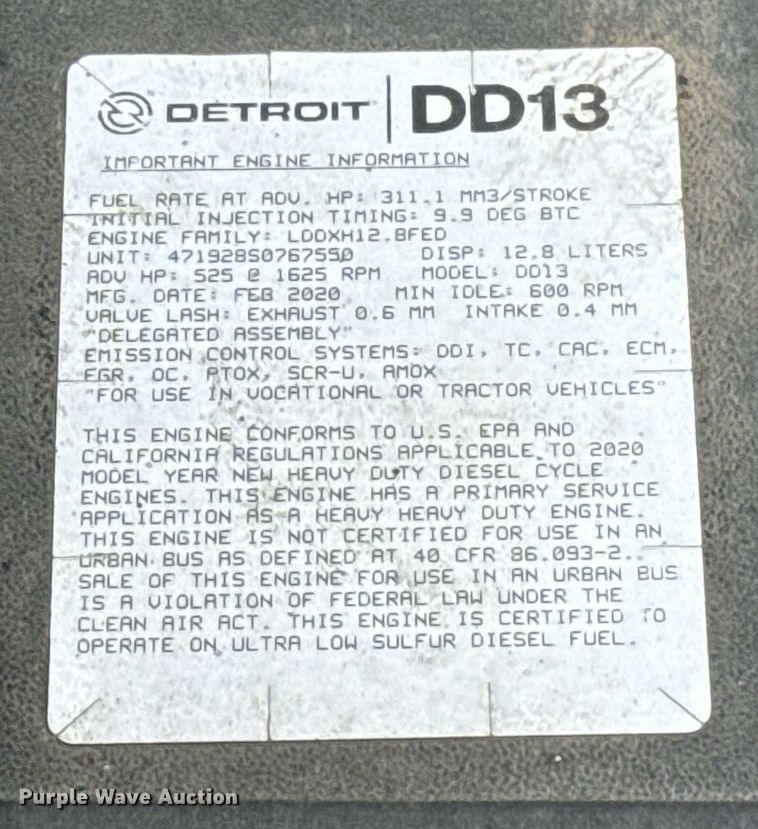 DETROIT DD13
IMPORTANT ENGINE INFORMATION
FUEL RATE AT ADV. HP: 311.1 MM3/STROKE
INITIAL INJECTION TIMING: 9.9 DEG BTC
ENGINE FAMILY: LDDXH12.8FED
UNIT: 471928S0767550 DISP: 12.8 LITERS
ADV HP: 525 @ 1625 RPM MODEL: DD13
MFG. DATE: FEB 2020 MIN IDLE: 600 RPM
VALVE LASH: EXHAUST 0.6 MM INTAKE 0.4 MM
"DELEGATED ASSEMBLY"
EMISSION CONTROL SYSTEMS: DDI, TC, CAC, ECM,
EGR, OC, PTOX, SCR-U, AMOX
"FOR USE IN VOCATIONAL OR TRACTOR VEHICLES"
THIS ENGINE CONFORMS TO U.S. EPA AND
CALIFORNIA REGULATIONS APPLICABLE TO 2020
MODEL YEAR NEW HEAVY DUTY DIESEL CYCLE
ENGINES. THIS ENGINE HAS A PRIMARY SERVICE
APPLICATION AS A HEAVY HEAVY DUTY ENGINE.
THIS ENGINE IS NOT CERTIFIED FOR USE IN AN
URBAN BUS AS DEFINED AT 40 CFR 86.093-2.
SALE OF THIS ENGINE FOR USE IN AN URBAN BUS
IS A VIOLATION OF FEDERAL LAW UNDER THE
CLEAN AIR ACT. THIS ENGINE IS CERTIFIED TO
OPERATE ON ULTRA LOW SULFUR DIESEL FUEL.
Purple Wave Auction